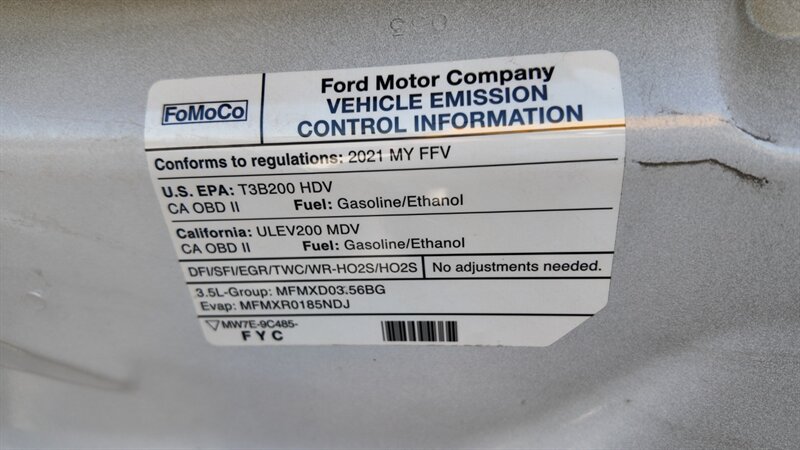 FoMoCo
Ford Motor Company
VEHICLE EMISSION
CONTROL INFORMATION
Conforms to regulations: 2021 MY FFV
U.S. EPA: T3B200 HDV
CA OBD II Fuel: Gasoline/Ethanol
California: ULEV200 MDV
CA OBD II Fuel: Gasoline/Ethanol
DFI/SFI/EGR/TWC/WR-HO2S/HO2S No adjustments needed.
3.5L-Group: MFMXD03.56BG
Evap: MFMXR0185NDJ
MW7E-9C485-
F Y C